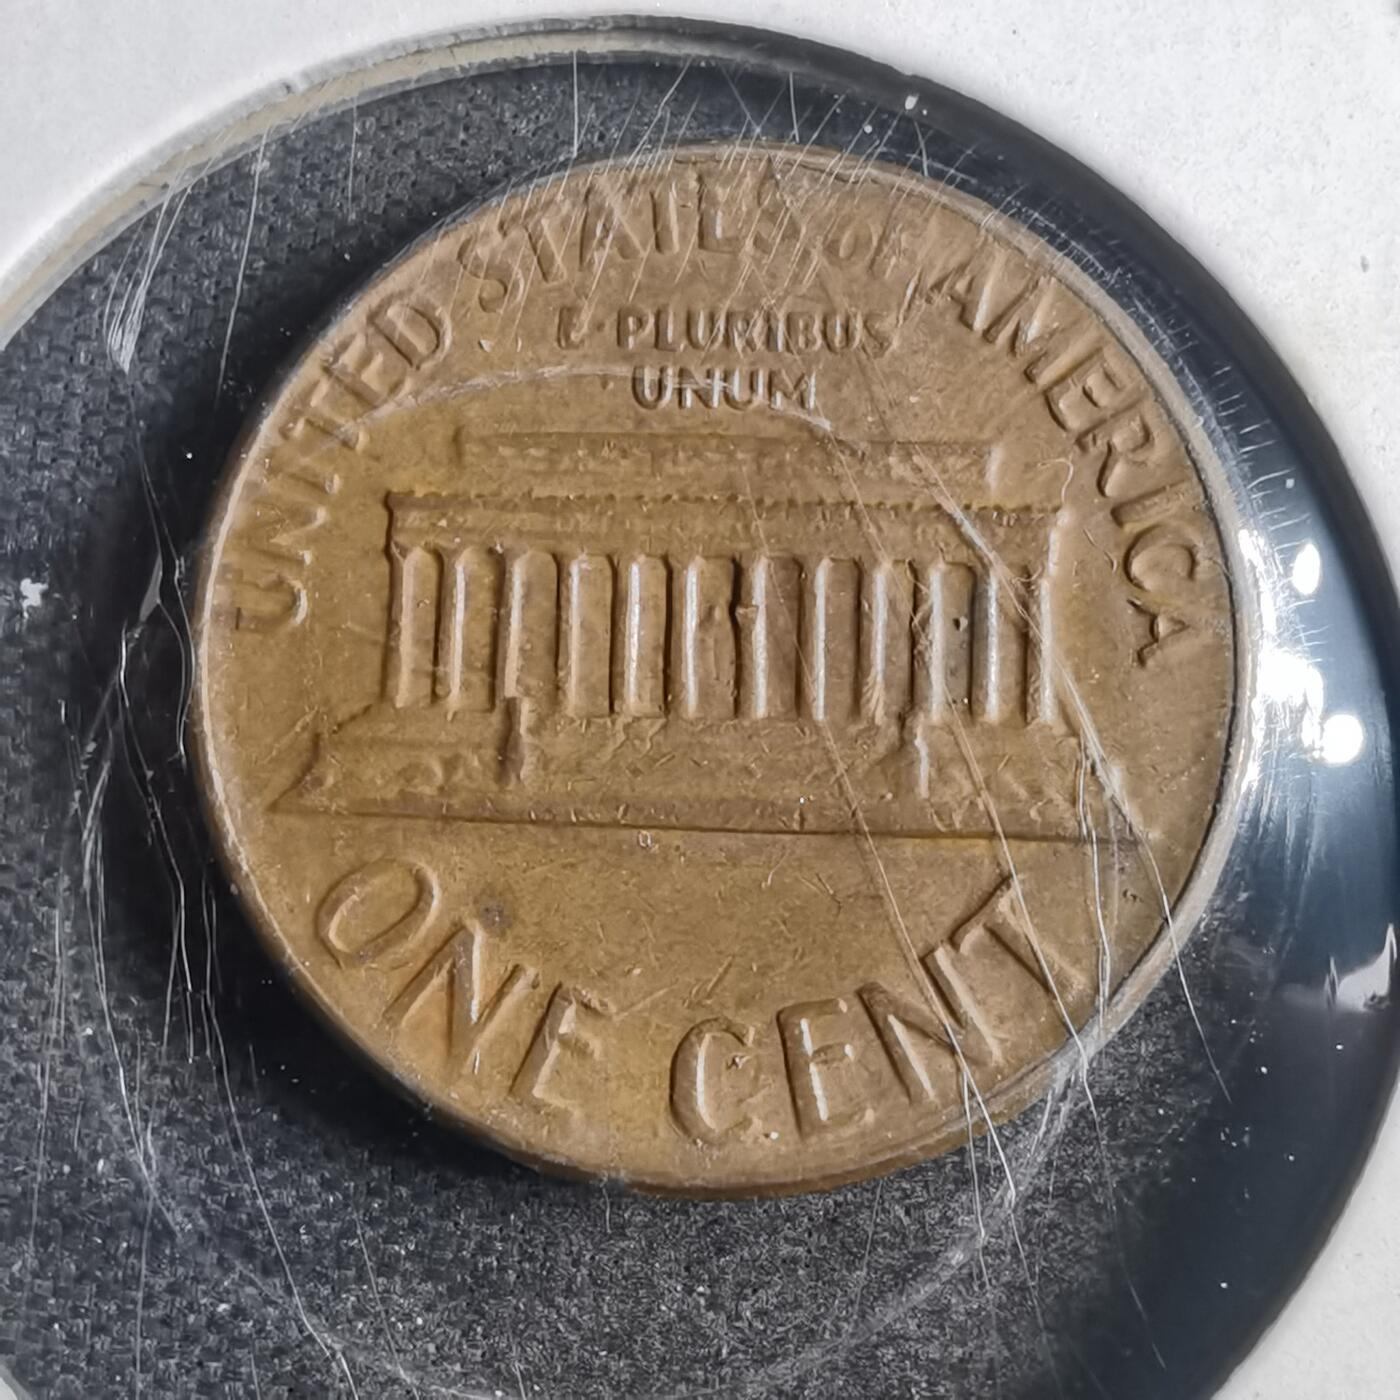 UNITED STATES OF AMERICA
E·PLURIBUS
UNUM
ONE CENT